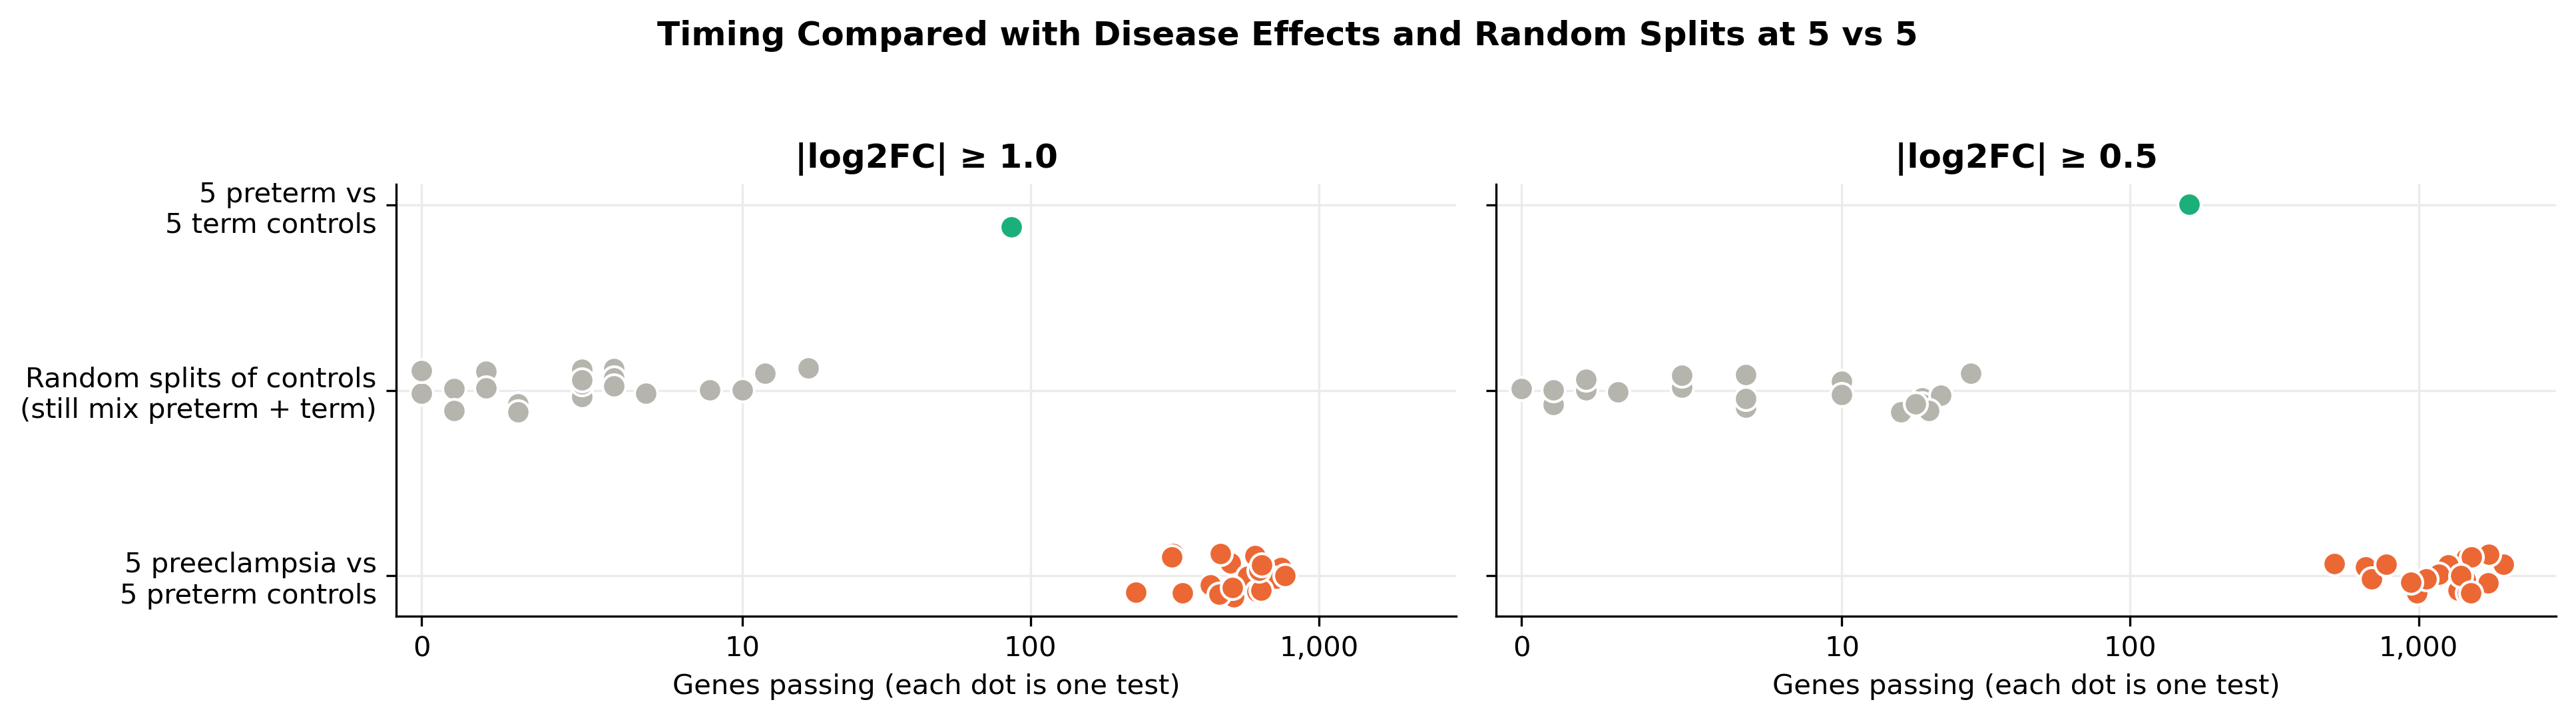 Timing Compared with Disease Effects and Random Splits at 5 vs 5
|log2FC| ≥ 1.0
|log2FC| ≥ 0.5
5 preterm vs
5 term controls
Random splits of controls
(still mix preterm + term)
5 preeclampsia vs
5 preterm controls
0
10
100
1,000
0
10
100
1,000
Genes passing (each dot is one test)
Genes passing (each dot is one test)